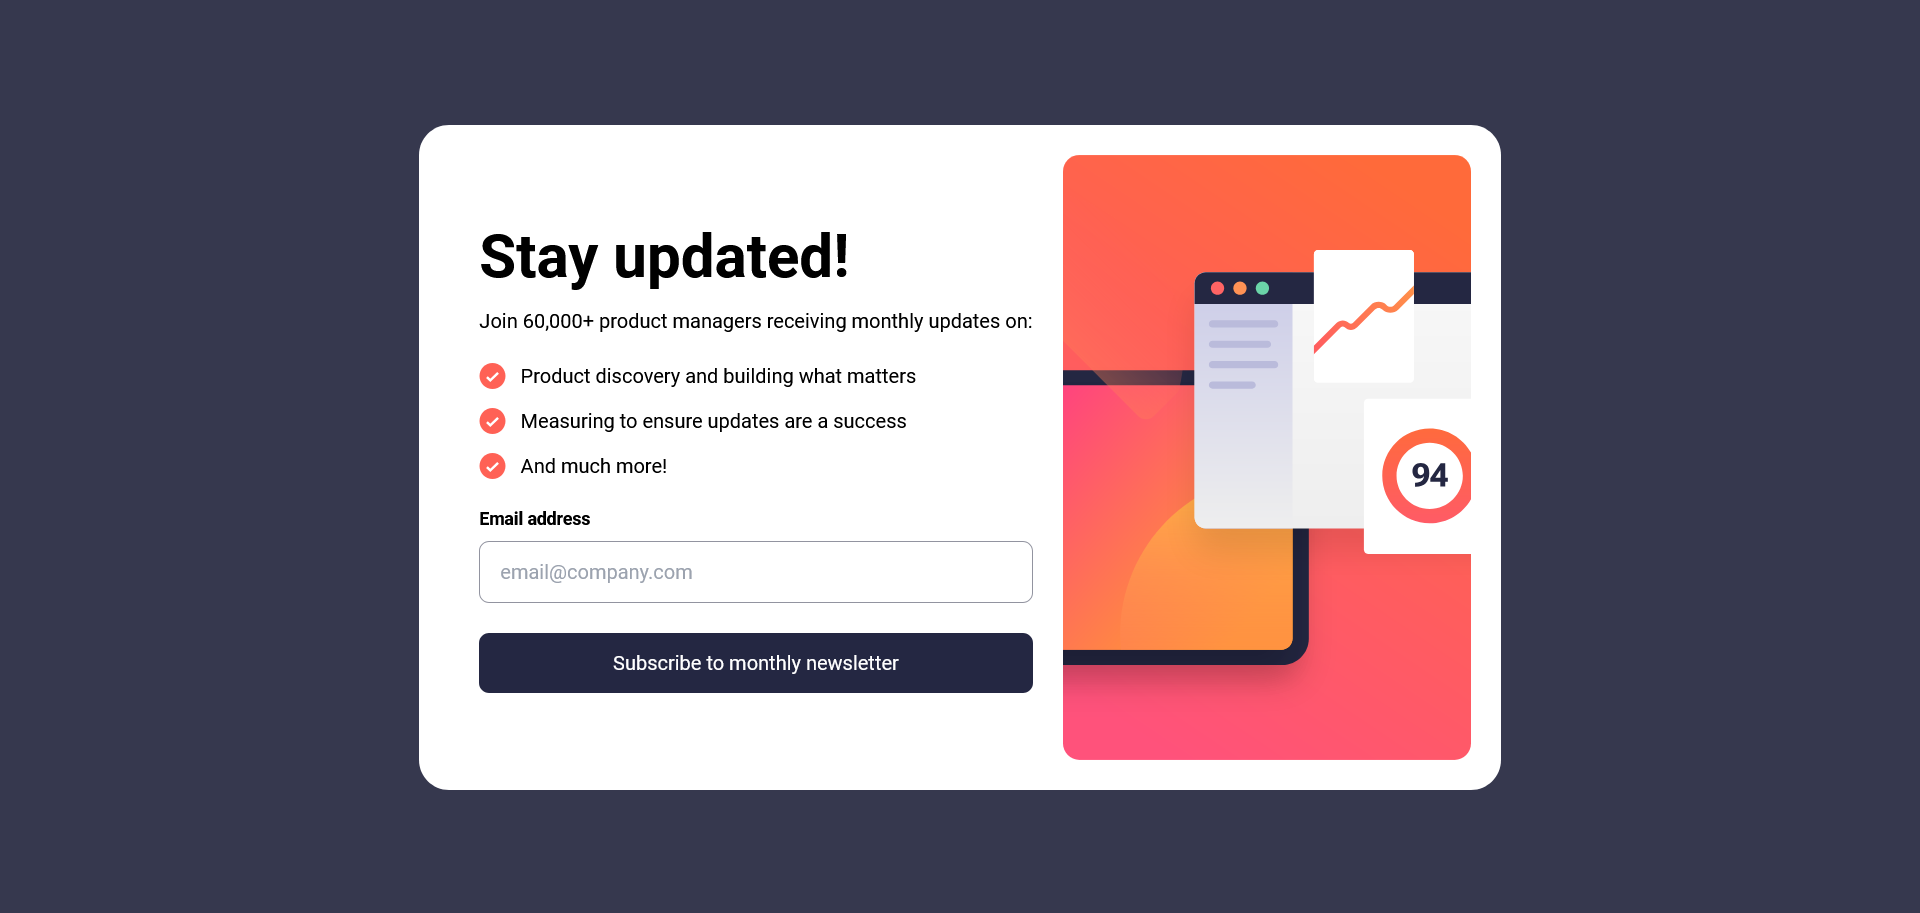 Stay updated!
Join 60,000+ product managers receiving monthly updates on:
Product discovery and building what matters
Measuring to ensure updates are a success
And much more!
Email address
email@company.com
Subscribe to monthly newsletter
94